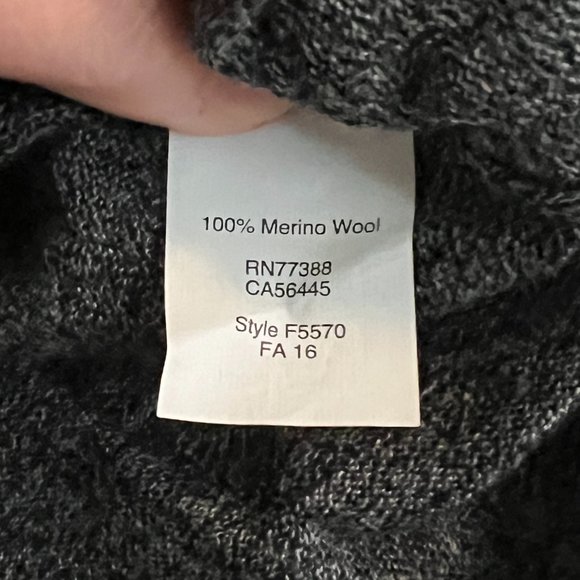 100% Merino Wool
RN77388
CA56445
Style F5570
FA 16